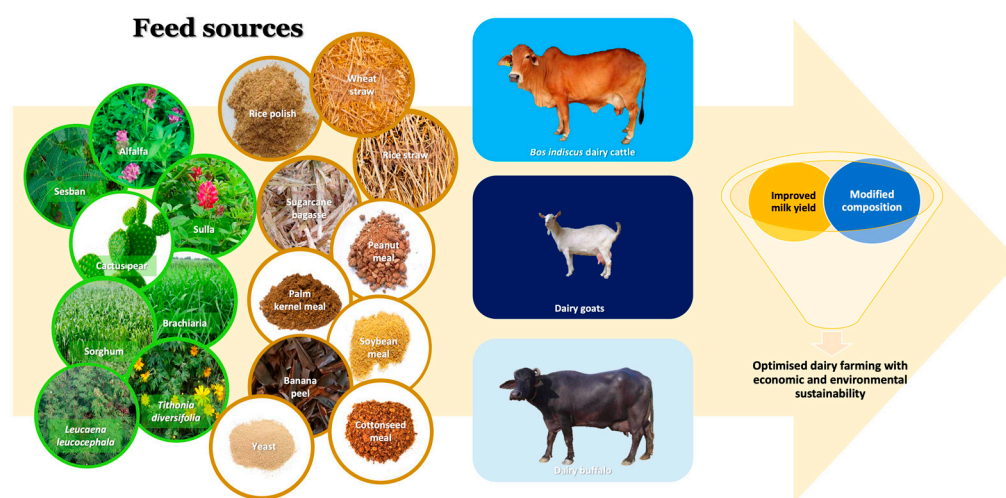 Feed sources
Alfalfa
Sesban
Sulla
Cactus pear
Brachiaria
Sorghum
Tithonia
diversifolia
Leucaena
leucocephala
Wheat
straw
Rice polish
Rice straw
Sugarcane
bagasse
Peanut
meal
Palm
kernel meal
Soybean
meal
Banana
peel
Cottonseed
meal
Yeast
Bos indiscus dairy cattle
Dairy goats
Dairy buffalo
Improved
milk yield
Modified
composition
Optimised dairy farming with
economic and environmental
sustainability